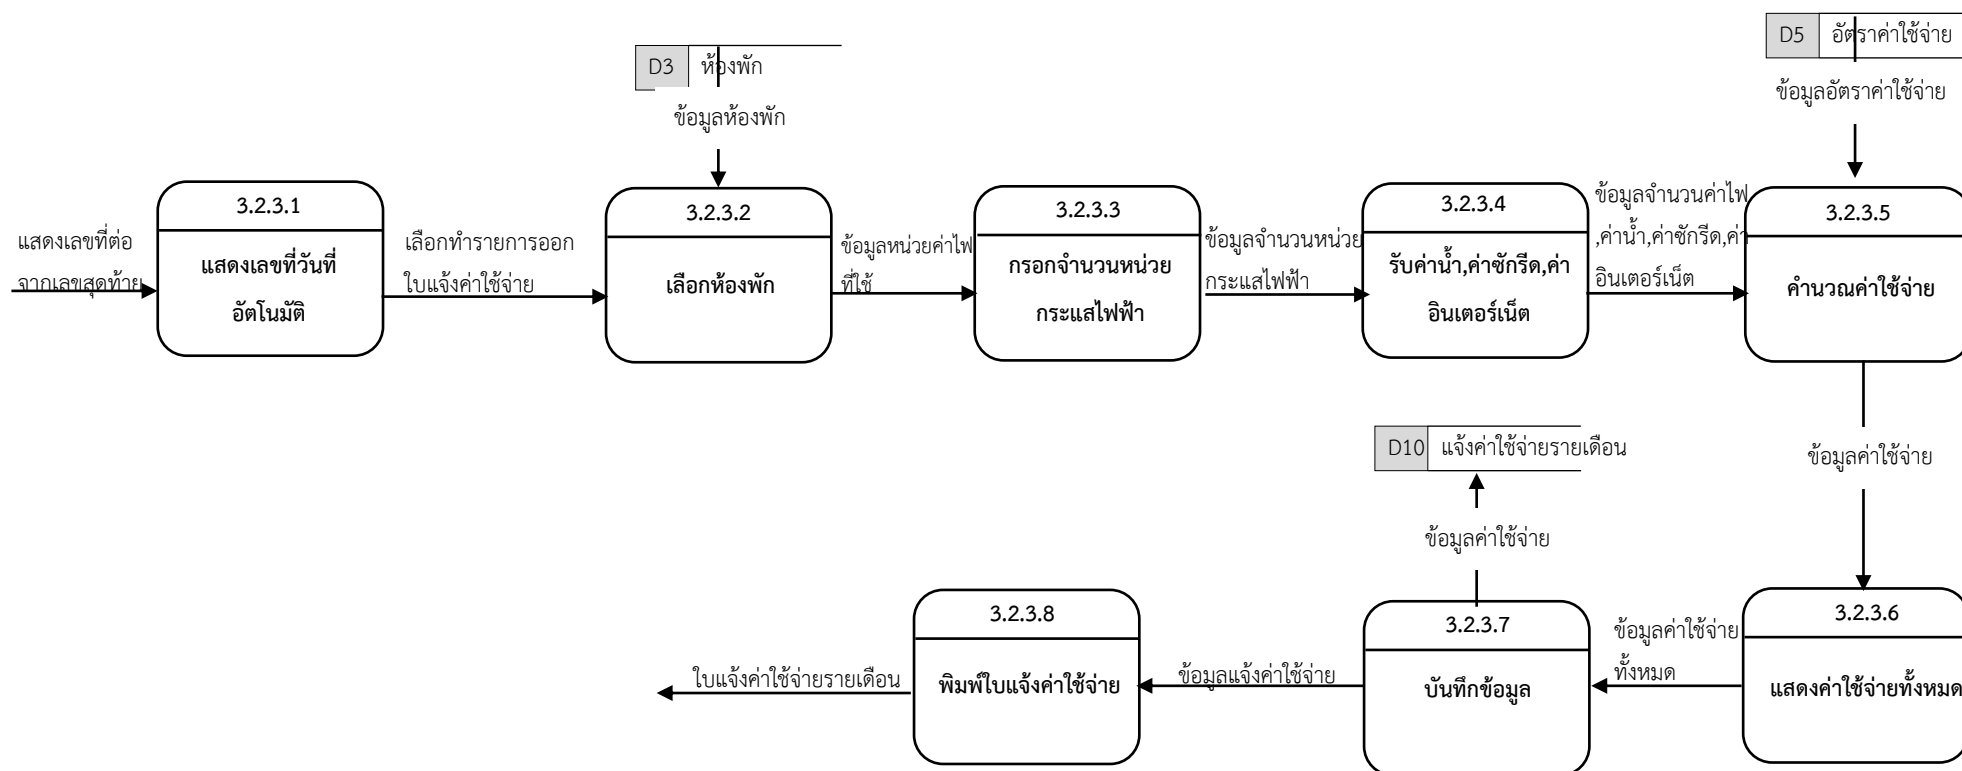 D5 อัตราค่าใช้จ่าย
D3 ห้องพัก
ข้อมูลอัตราค่าใช้จ่าย
ข้อมูลห้องพัก
แสดงเลขที่ต่อ
จากเลขสุดท้าย
3.2.3.1
แสดงเลขที่วันที่
อัตโนมัติ
เลือกทำรายการออก
ใบแจ้งค่าใช้จ่าย
3.2.3.2
เลือกห้องพัก
ข้อมูลหน่วยค่าไฟ
ที่ใช้
3.2.3.3
กรอกจำนวนหน่วย
กระแสไฟฟ้า
ข้อมูลจำนวนหน่วย
กระแสไฟฟ้า
3.2.3.4
รับค่าน้ำ,ค่าซักรีด,ค่า
อินเตอร์เน็ต
ข้อมูลจำนวนค่าไฟ
,ค่าน้ำ,ค่าซักรีด,ค่า
อินเตอร์เน็ต
3.2.3.5
คำนวณค่าใช้จ่าย
D10 แจ้งค่าใช้จ่ายรายเดือน
ข้อมูลค่าใช้จ่าย
ข้อมูลค่าใช้จ่าย
3.2.3.6
แสดงค่าใช้จ่ายทั้งหมด
ข้อมูลค่าใช้จ่าย
ทั้งหมด
3.2.3.7
บันทึกข้อมูล
ข้อมูลแจ้งค่าใช้จ่าย
3.2.3.8
พิมพ์ใบแจ้งค่าใช้จ่าย
ใบแจ้งค่าใช้จ่ายรายเดือน